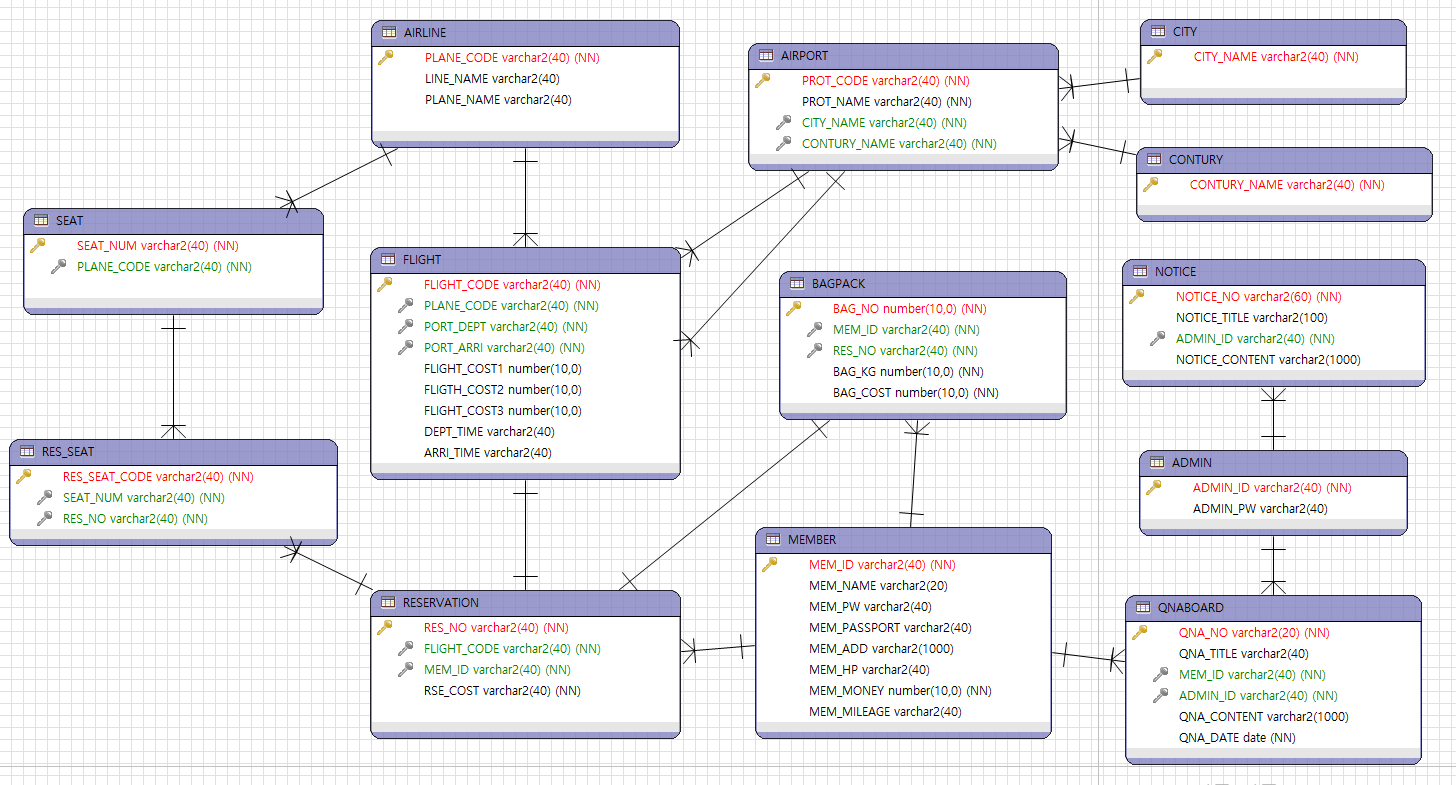 AIRLINE
PLANE_CODE varchar2(40) (NN)
LINE_NAME varchar2(40)
PLANE_NAME varchar2(40)
AIRPORT
PROT_CODE varchar2(40) (NN)
PROT_NAME varchar2(40) (NN)
CITY_NAME varchar2(40) (NN)
CONTURY_NAME varchar2(40) (NN)
CITY
CITY_NAME varchar2(40) (NN)
CONTURY
CONTURY_NAME varchar2(40) (NN)
SEAT
SEAT_NUM varchar2(40) (NN)
PLANE_CODE varchar2(40) (NN)
FLIGHT
FLIGHT_CODE varchar2(40) (NN)
PLANE_CODE varchar2(40) (NN)
PORT_DEPT varchar2(40) (NN)
PORT_ARRI varchar2(40) (NN)
FLIGHT_COST1 number(10,0)
FLIGTH_COST2 number(10,0)
FLIGHT_COST3 number(10,0)
DEPT_TIME varchar2(40)
ARRI_TIME varchar2(40)
BAGPACK
BAG_NO number(10,0) (NN)
MEM_ID varchar2(40) (NN)
RES_NO varchar2(40) (NN)
BAG_KG number(10,0) (NN)
BAG_COST number(10,0) (NN)
NOTICE
NOTICE_NO varchar2(60) (NN)
NOTICE_TITLE varchar2(100)
ADMIN_ID varchar2(40) (NN)
NOTICE_CONTENT varchar2(1000)
RES_SEAT
RES_SEAT_CODE varchar2(40) (NN)
SEAT_NUM varchar2(40) (NN)
RES_NO varchar2(40) (NN)
ADMIN
ADMIN_ID varchar2(40) (NN)
ADMIN_PW varchar2(40)
RESERVATION
RES_NO varchar2(40) (NN)
FLIGHT_CODE varchar2(40) (NN)
MEM_ID varchar2(40) (NN)
RSE_COST varchar2(40) (NN)
MEMBER
MEM_ID varchar2(40) (NN)
MEM_NAME varchar2(20)
MEM_PW varchar2(40)
MEM_PASSPORT varchar2(40)
MEM_ADD varchar2(1000)
MEM_HP varchar2(40)
MEM_MONEY number(10,0) (NN)
MEM_MILEAGE varchar2(40)
QNABOARD
QNA_NO varchar2(20) (NN)
QNA_TITLE varchar2(40)
MEM_ID varchar2(40) (NN)
ADMIN_ID varchar2(40) (NN)
QNA_CONTENT varchar2(1000)
QNA_DATE date (NN)